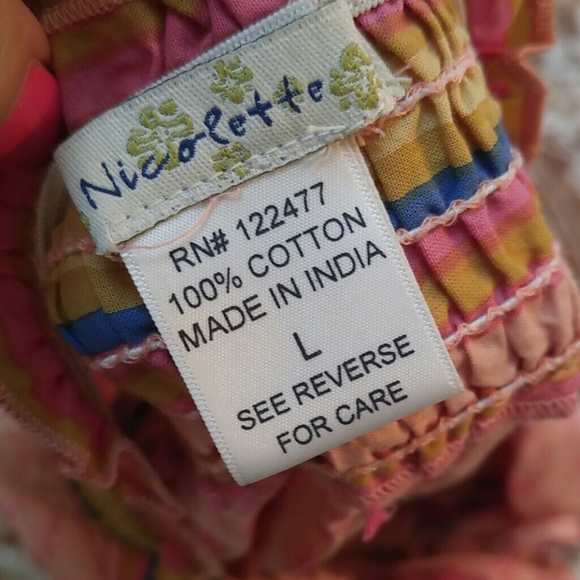 Nicolette
RN# 122477
100% COTTON
MADE IN INDIA
L
SEE REVERSE
FOR CARE